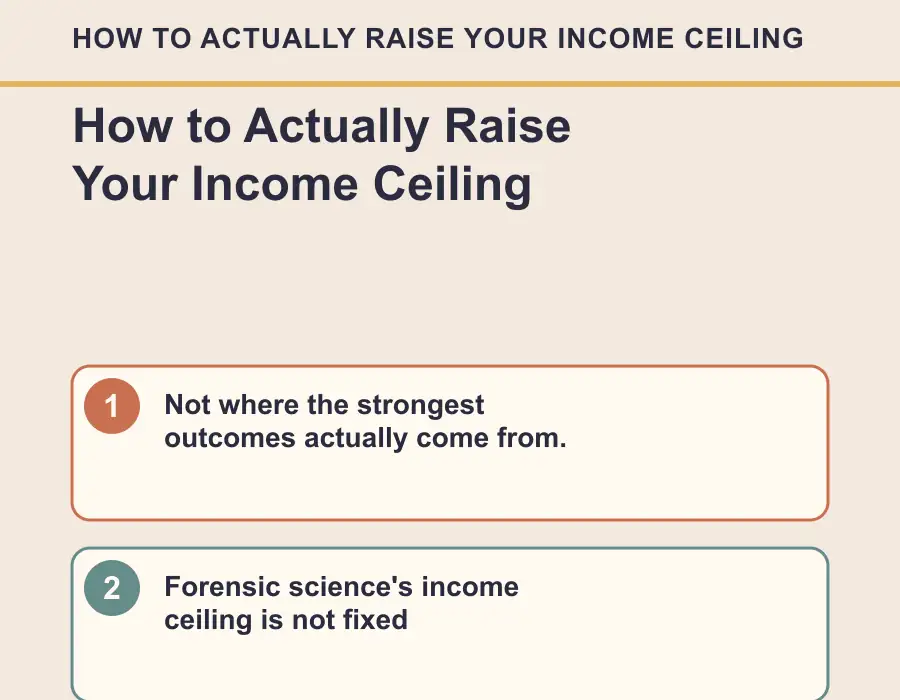 HOW TO ACTUALLY RAISE YOUR INCOME CEILING
How to Actually Raise
Your Income Ceiling
1
Not where the strongest
outcomes actually come from.
2
Forensic science's income
ceiling is not fixed